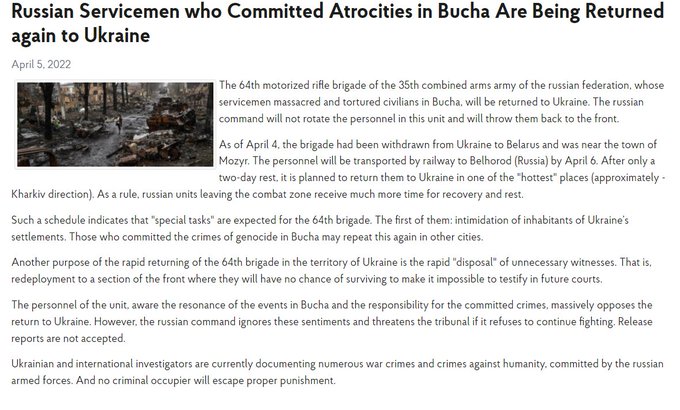 Russian Servicemen who Committed Atrocities in Bucha Are Being Returned
again to Ukraine
April 5, 2022
The 64th motorized rifle brigade of the 35th combined arms army of the russian federation, whose
servicemen massacred and tortured civilians in Bucha, will be returned to Ukraine. The russian
command will not rotate the personnel in this unit and will throw them back to the front.
As of April 4, the brigade had been withdrawn from Ukraine to Belarus and was near the town of
Mozyr. The personnel will be transported by railway to Belhorod (Russia) by April 6. After only a
two-day rest, it is planned to return them to Ukraine in one of the "hottest" places (approximately -
Kharkiv direction). As a rule, russian units leaving the combat zone receive much more time for recovery and rest.
Such a schedule indicates that "special tasks" are expected for the 64th brigade. The first of them: intimidation of inhabitants of Ukraine's
settlements. Those who committed the crimes of genocide in Bucha may repeat this again in other cities.
Another purpose of the rapid returning of the 64th brigade in the territory of Ukraine is the rapid "disposal" of unnecessary witnesses. That is,
redeployment to a section of the front where they will have no chance of surviving to make it impossible to testify in future courts.
The personnel of the unit, aware the resonance of the events in Bucha and the responsibility for the committed crimes, massively opposes the
return to Ukraine. However, the russian command ignores these sentiments and threatens the tribunal if it refuses to continue fighting. Release
reports are not accepted.
Ukrainian and international investigators are currently documenting numerous war crimes and crimes against humanity, committed by the russian
armed forces. And no criminal occupier will escape proper punishment.